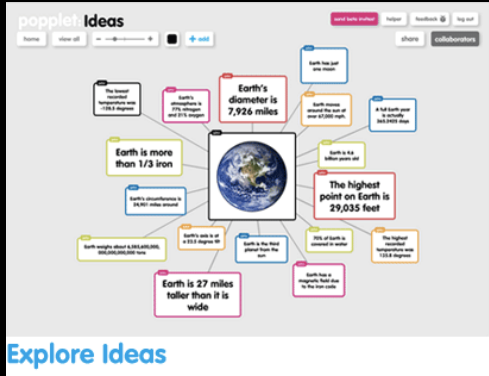 popplet: Ideas
send beta invites!
helper
feedback
log out
home
view all
add
share
collaborators
Earth has just
one moon
The lowest
recorded
temperature was
-128.5 degrees
Earth's
atmosphere is
77% nitrogen
and 21% oxygen
Earth's
diameter is
7,926 miles
Earth moves
around the sun at
over 67,000 mph.
A full Earth year
is actually
365.2425 days
Earth is more
than 1/3 iron
Earth is 4.6
billion years old
The highest
point on Earth is
29,035 feet
Earth's circumference is
24,901 miles around
Earth weighs about 6,585,600,000,
000,000,000,000 tons
Earth's axis is at
a 23.5 degree tilt
Earth is the third
planet from the
sun
70% of Earth is
covered in water
The highest
recorded
temperature was
135.8 degrees
Earth is 27 miles
taller than it is
wide
Earth has a
magnetic field due
to the iron core
Explore Ideas